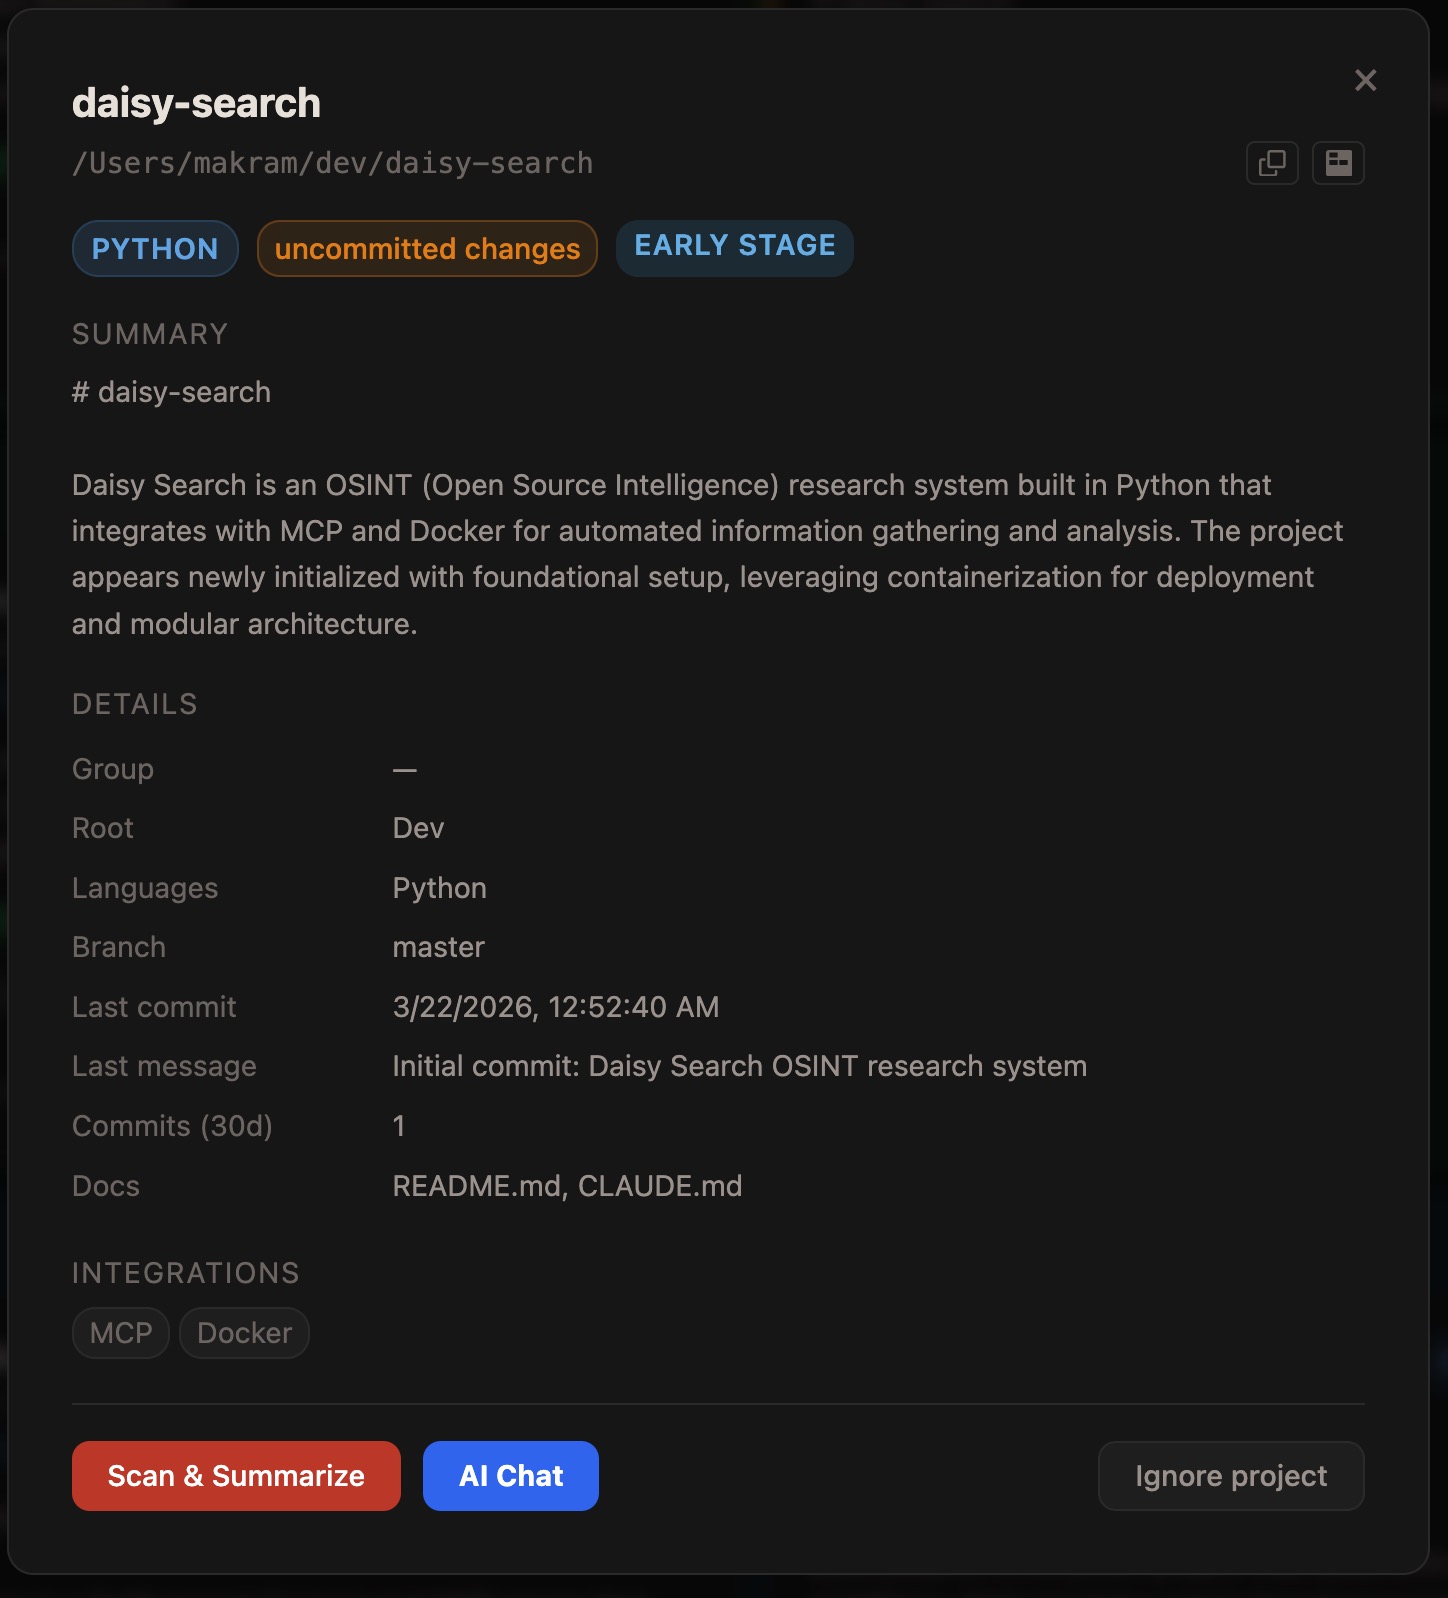 daisy-search
/Users/makram/dev/daisy-search
PYTHON uncommitted changes EARLY STAGE
SUMMARY
# daisy-search
Daisy Search is an OSINT (Open Source Intelligence) research system built in Python that
integrates with MCP and Docker for automated information gathering and analysis. The project
appears newly initialized with foundational setup, leveraging containerization for deployment
and modular architecture.
DETAILS
Group —
Root Dev
Languages Python
Branch master
Last commit 3/22/2026, 12:52:40 AM
Last message Initial commit: Daisy Search OSINT research system
Commits (30d) 1
Docs README.md, CLAUDE.md
INTEGRATIONS
MCP Docker
Scan & Summarize AI Chat Ignore project